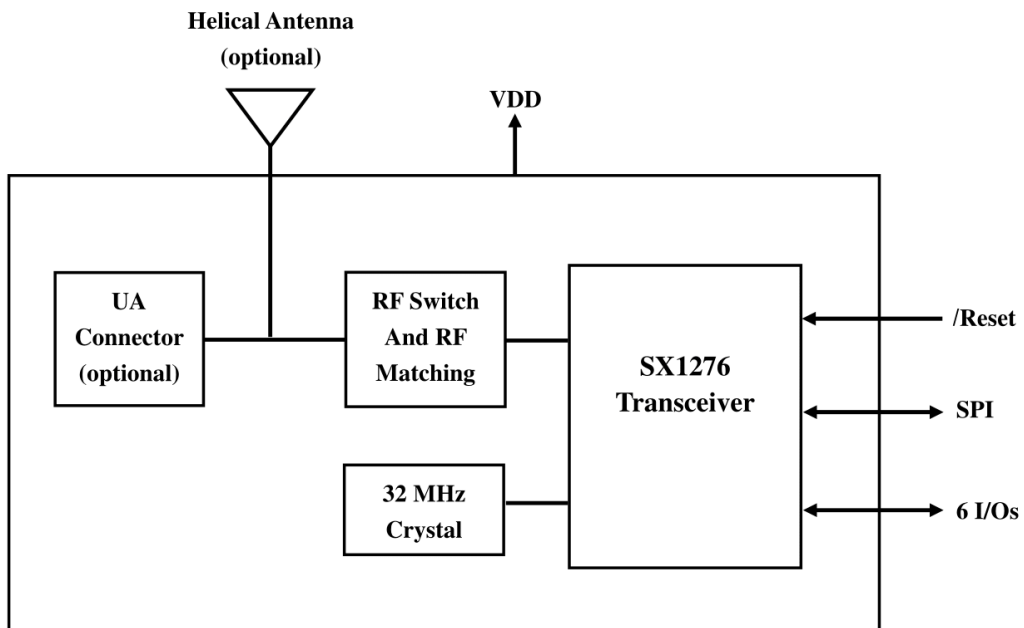 Helical Antenna
(optional)
VDD
UA
Connector
(optional)
RF Switch
And RF
Matching
SX1276
Transceiver
32 MHz
Crystal
/Reset
SPI
6 I/Os